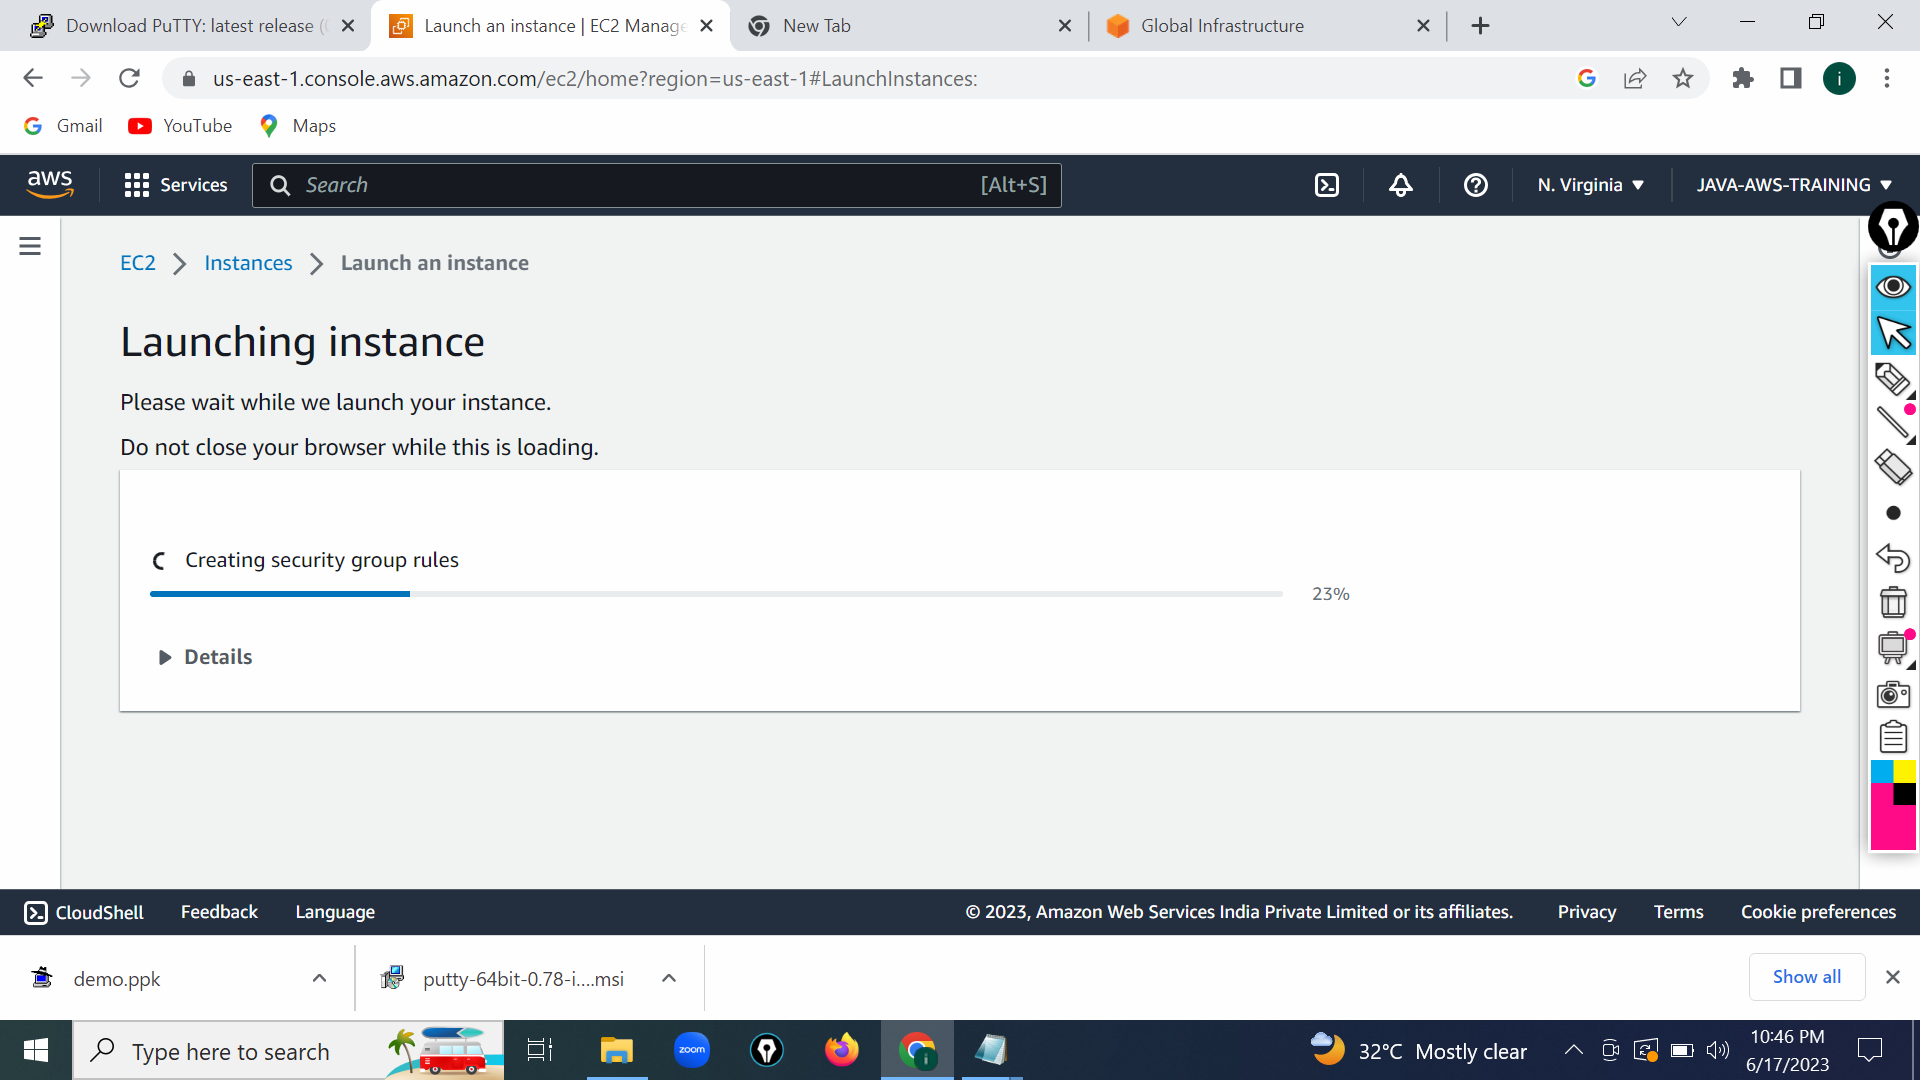 Download PuTTY: latest release (
Launch an instance | EC2 Manage
New Tab
Global Infrastructure
us-east-1.console.aws.amazon.com/ec2/home?region=us-east-1#LaunchInstances:
i
Gmail
YouTube
Maps
aws
Services
Search
[Alt+S]
N. Virginia
JAVA-AWS-TRAINING
EC2
Instances
Launch an instance
Launching instance
Please wait while we launch your instance.
Do not close your browser while this is loading.
Creating security group rules
23%
Details
CloudShell
Feedback
Language
© 2023, Amazon Web Services India Private Limited or its affiliates.
Privacy
Terms
Cookie preferences
demo.ppk
putty-64bit-0.78-i....msi
Show all
Type here to search
zoom
i
32°C Mostly clear
10:46 PM
6/17/2023